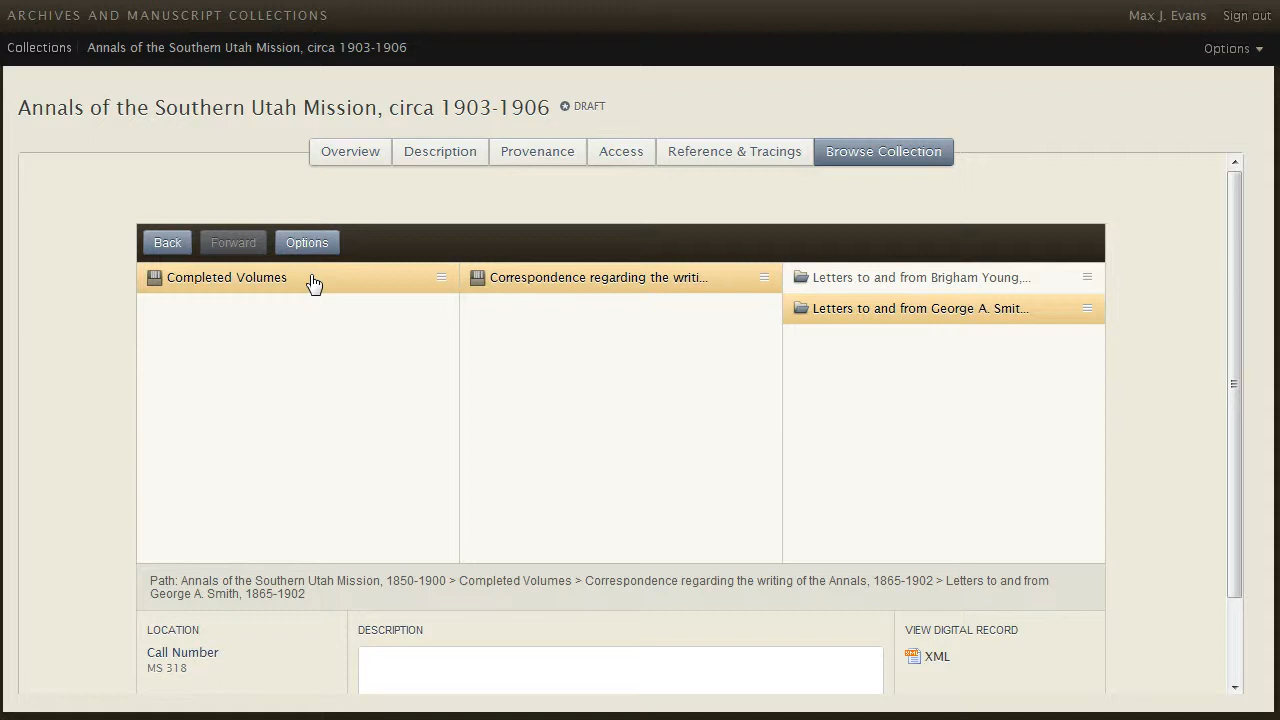 ARCHIVES AND MANUSCRIPT COLLECTIONS
Max J. Evans
Sign out
Collections
Annals of the Southern Utah Mission, circa 1903-1906
Options
Annals of the Southern Utah Mission, circa 1903-1906
DRAFT
Overview
Description
Provenance
Access
Reference & Tracings
Browse Collection
Back
Forward
Options
Completed Volumes
Correspondence regarding the writi...
Letters to and from Brigham Young,...
Letters to and from George A. Smit...
Path: Annals of the Southern Utah Mission, 1850-1900 > Completed Volumes > Correspondence regarding the writing of the Annals, 1865-1902 > Letters to and from
George A. Smith, 1865-1902
LOCATION
Call Number
MS 318
DESCRIPTION
VIEW DIGITAL RECORD
XML